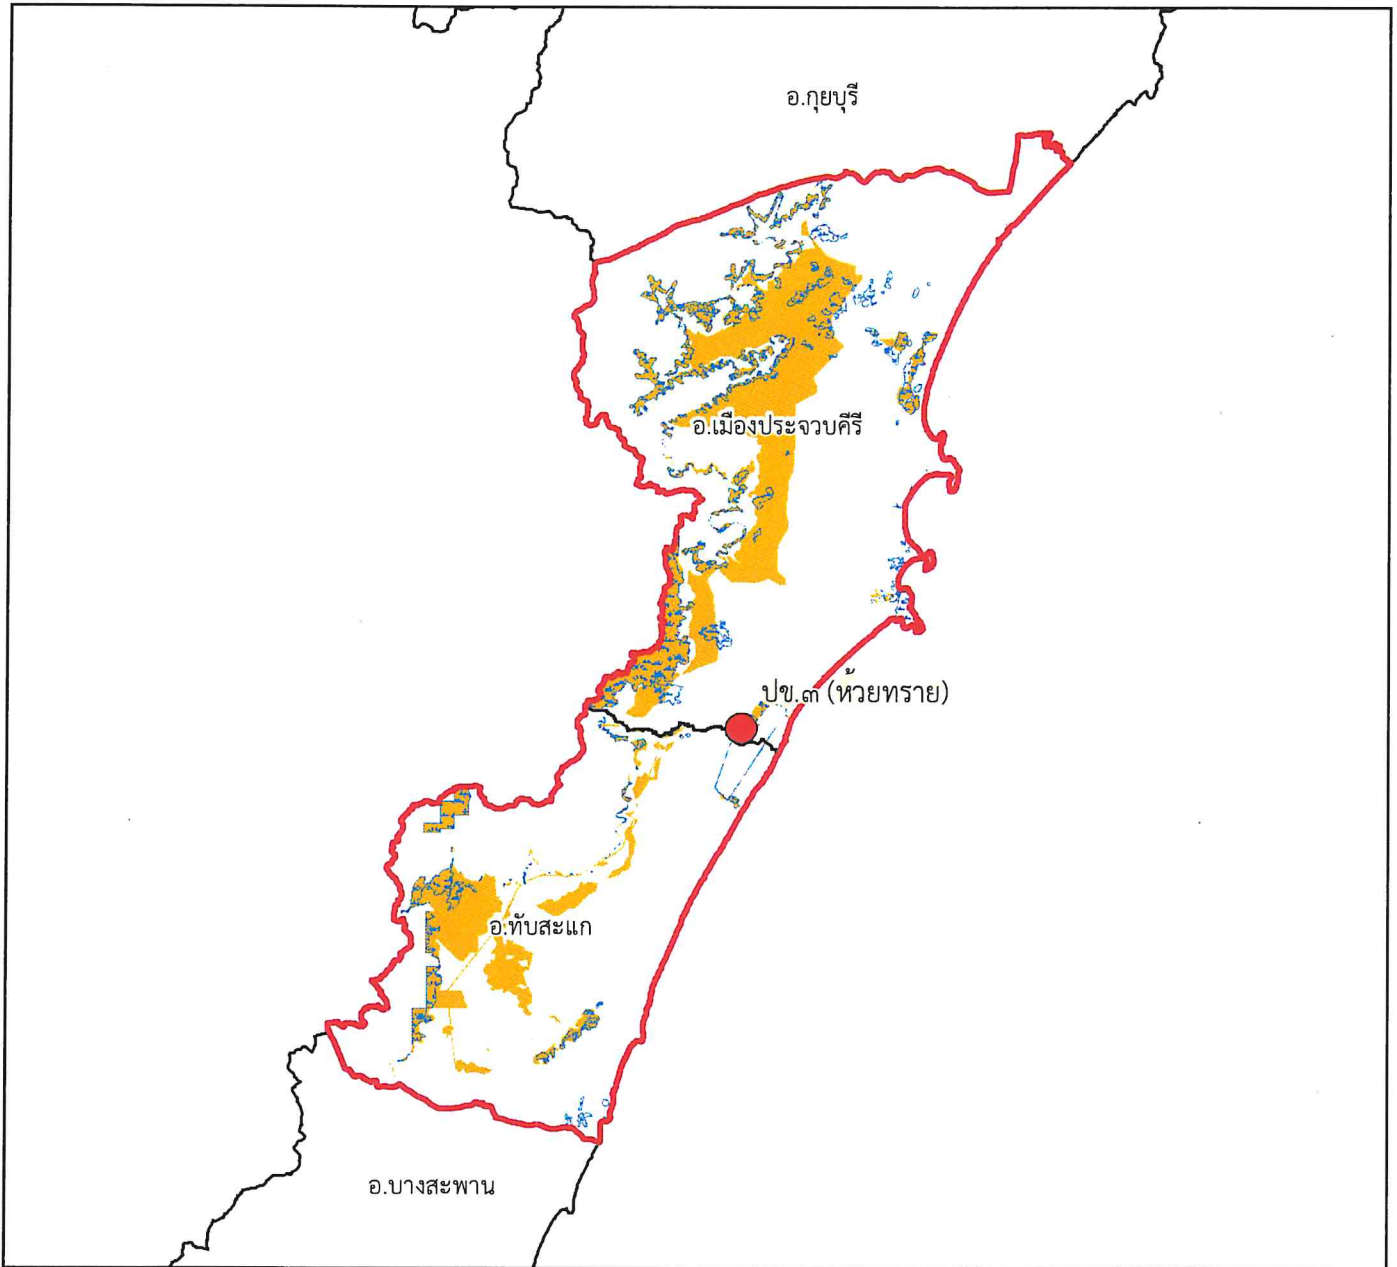 อ.กุยบุรี
อ.เมืองประจวบคีรี
ปข.๓ (ห้วยทราย)
อ.ทับสะแก
อ.บางสะพาน